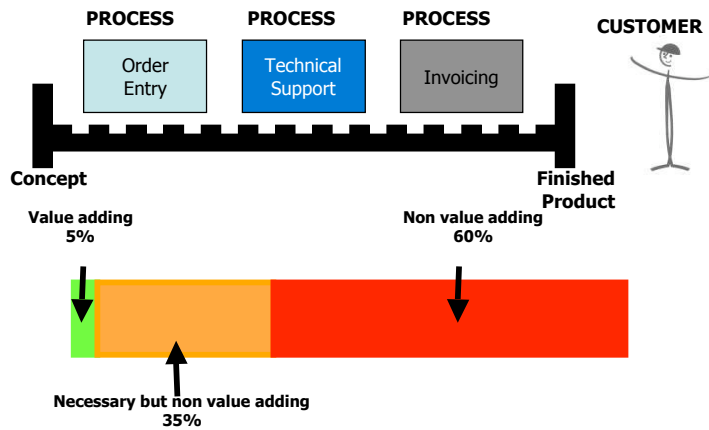 PROCESS
PROCESS
PROCESS
CUSTOMER
Order
Entry
Technical
Support
Invoicing
Concept
Finished
Product
Value adding
5%
Non value adding
60%
Necessary but non value adding
35%